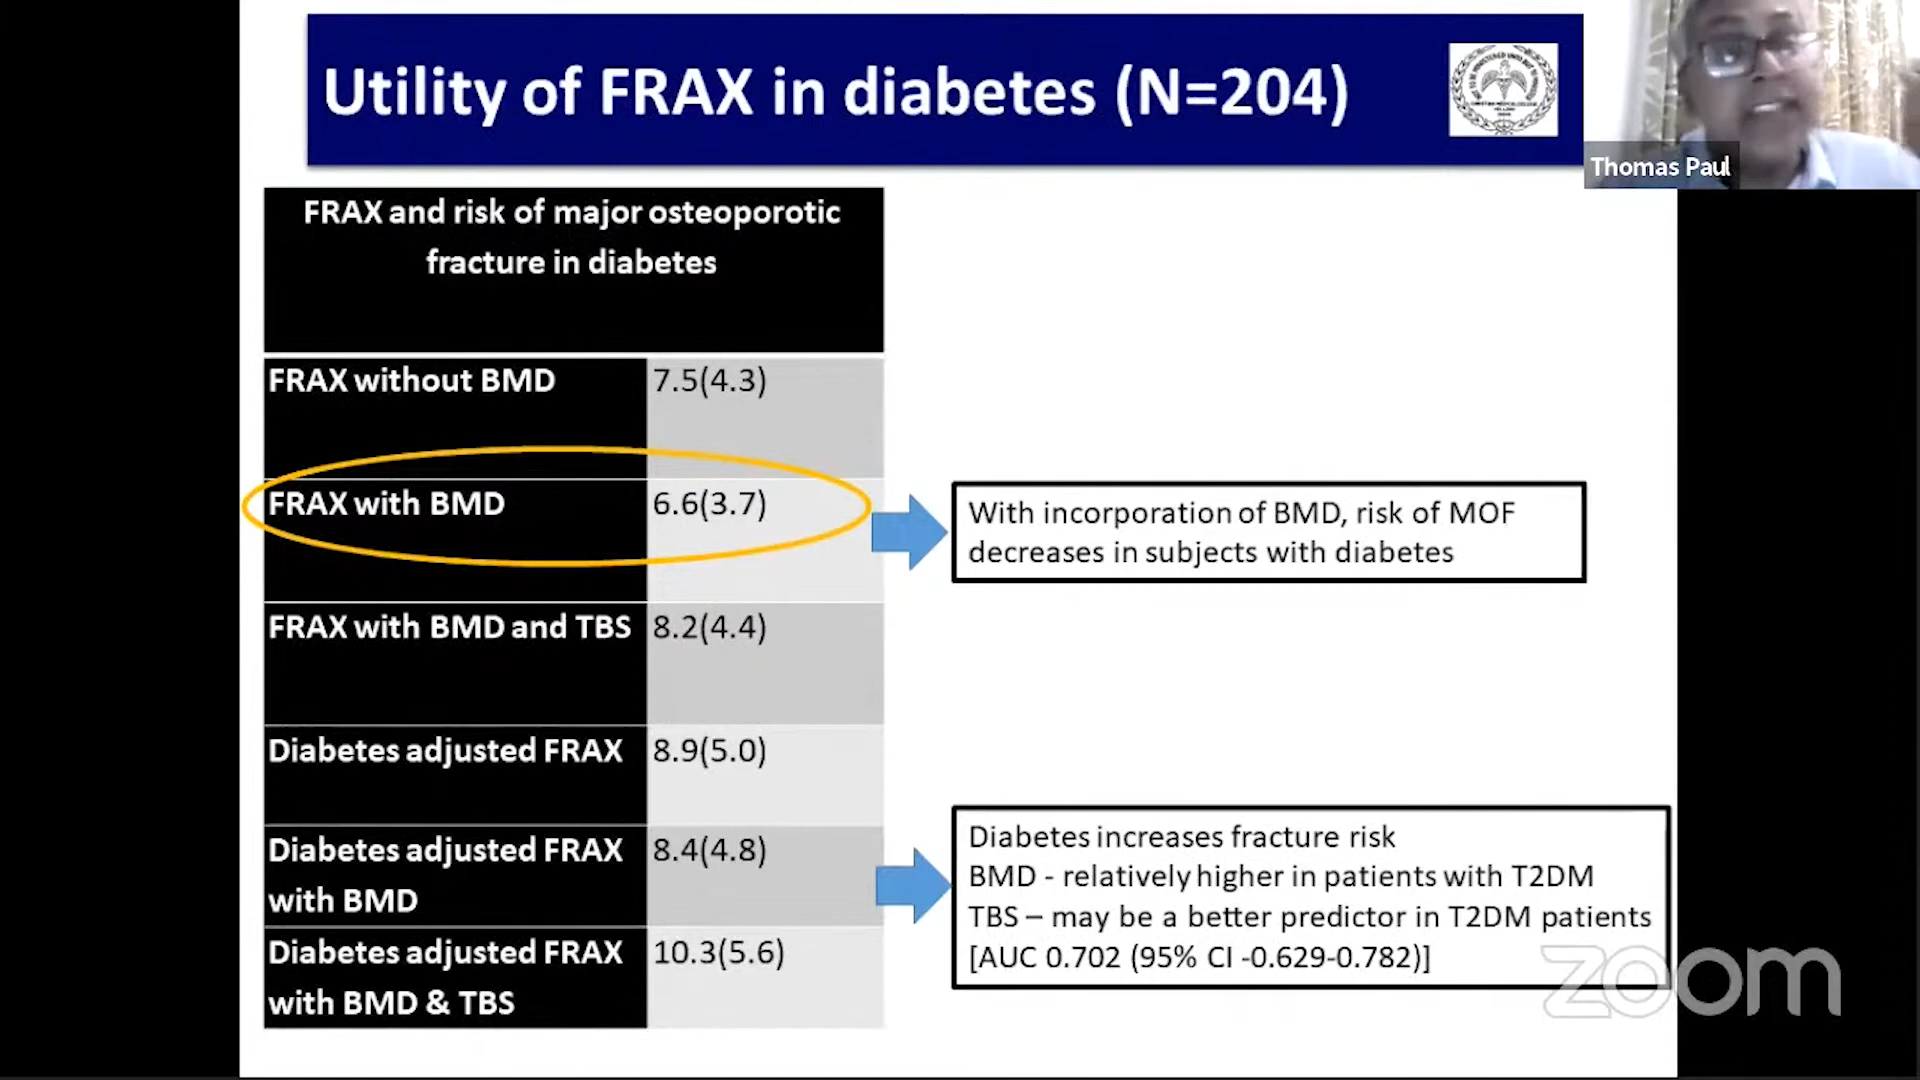 Utility of FRAX in diabetes (N=204)
Thomas Paul
FRAX and risk of major osteoporotic
fracture in diabetes
FRAX without BMD 7.5(4.3)
FRAX with BMD 6.6(3.7)
With incorporation of BMD, risk of MOF
decreases in subjects with diabetes
FRAX with BMD and TBS 8.2(4.4)
Diabetes adjusted FRAX 8.9(5.0)
Diabetes adjusted FRAX 8.4(4.8)
with BMD
Diabetes adjusted FRAX 10.3(5.6)
with BMD & TBS
Diabetes increases fracture risk
BMD - relatively higher in patients with T2DM
TBS – may be a better predictor in T2DM patients
[AUC 0.702 (95% CI -0.629-0.782)]
zoom